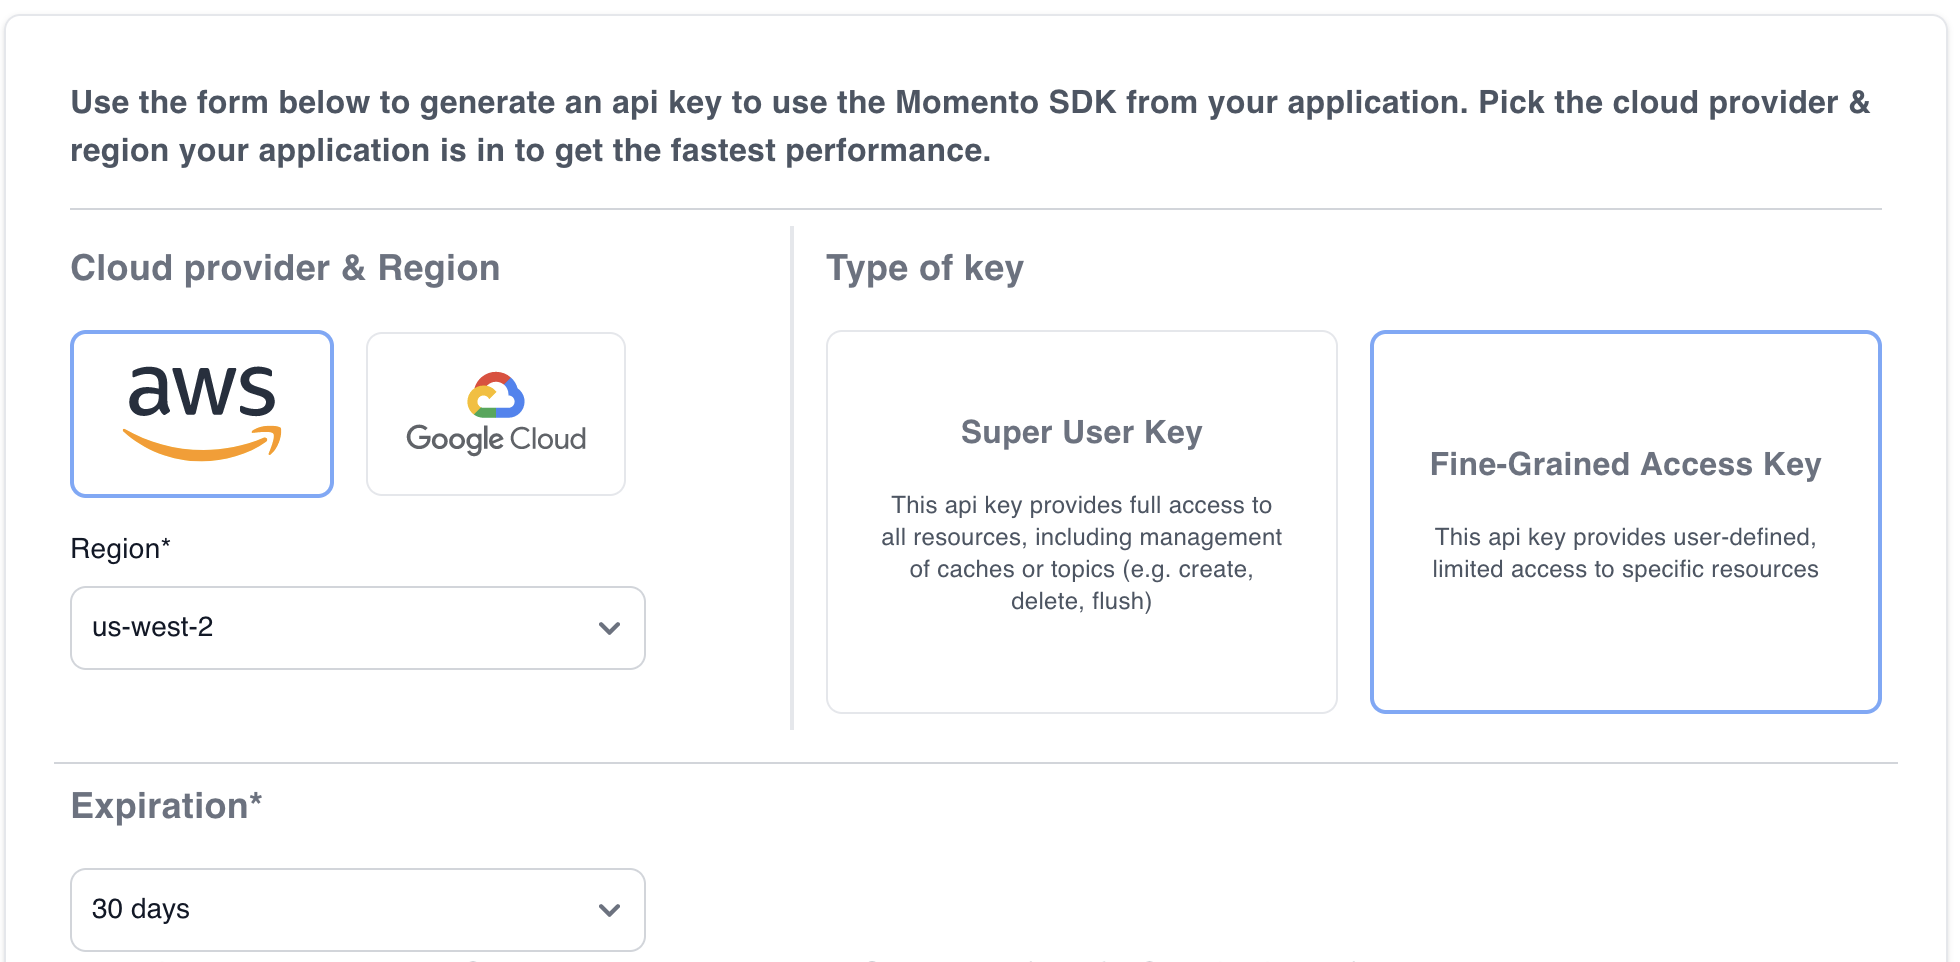 Use the form below to generate an api key to use the Momento SDK from your application. Pick the cloud provider &
region your application is in to get the fastest performance.
Cloud provider & Region
aws
Google Cloud
Region*
us-west-2
Type of key
Super User Key
This api key provides full access to
all resources, including management
of caches or topics (e.g. create,
delete, flush)
Fine-Grained Access Key
This api key provides user-defined,
limited access to specific resources
Expiration*
30 days